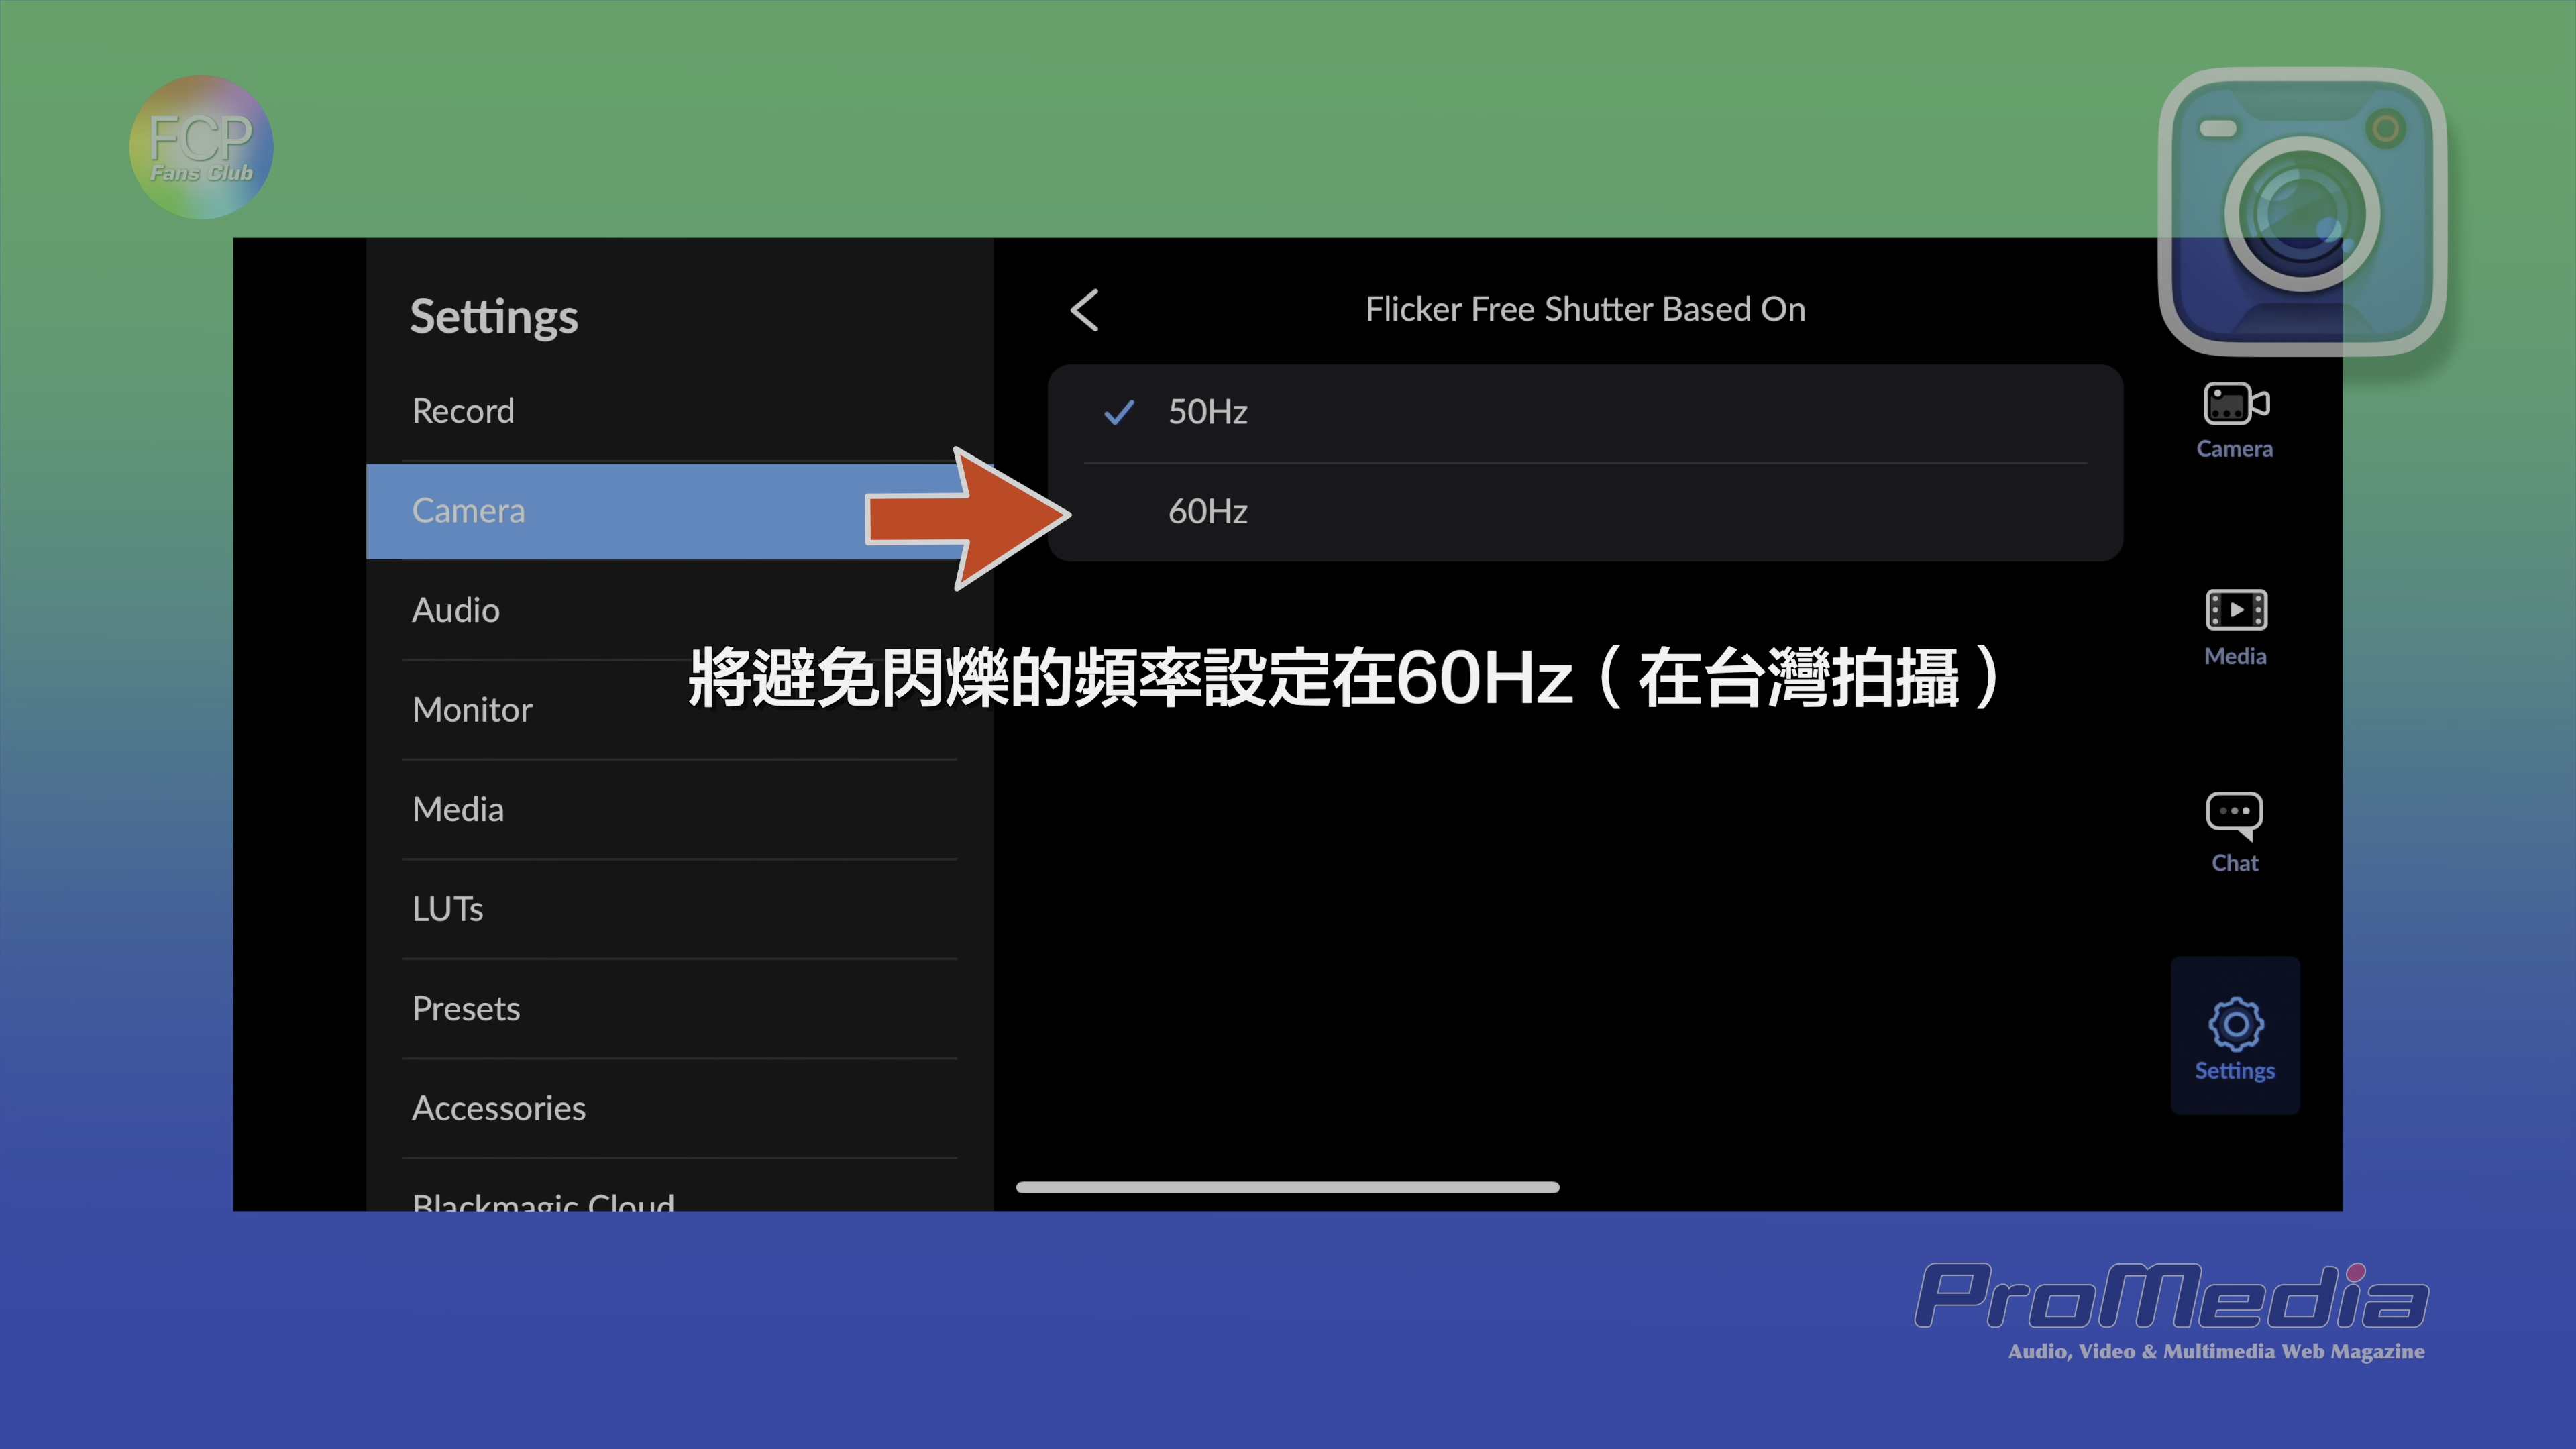 FCP
Fans Club
Settings
Record
Camera
Audio
Monitor
Media
LUTs
Presets
Accessories
Blackmagic Cloud
Flicker Free Shutter Based On
50Hz
60Hz
將避免閃爍的頻率設定在60Hz（在台灣拍攝）
Camera
Media
Chat
Settings
ProMedia
Audio, Video & Multimedia Web Magazine